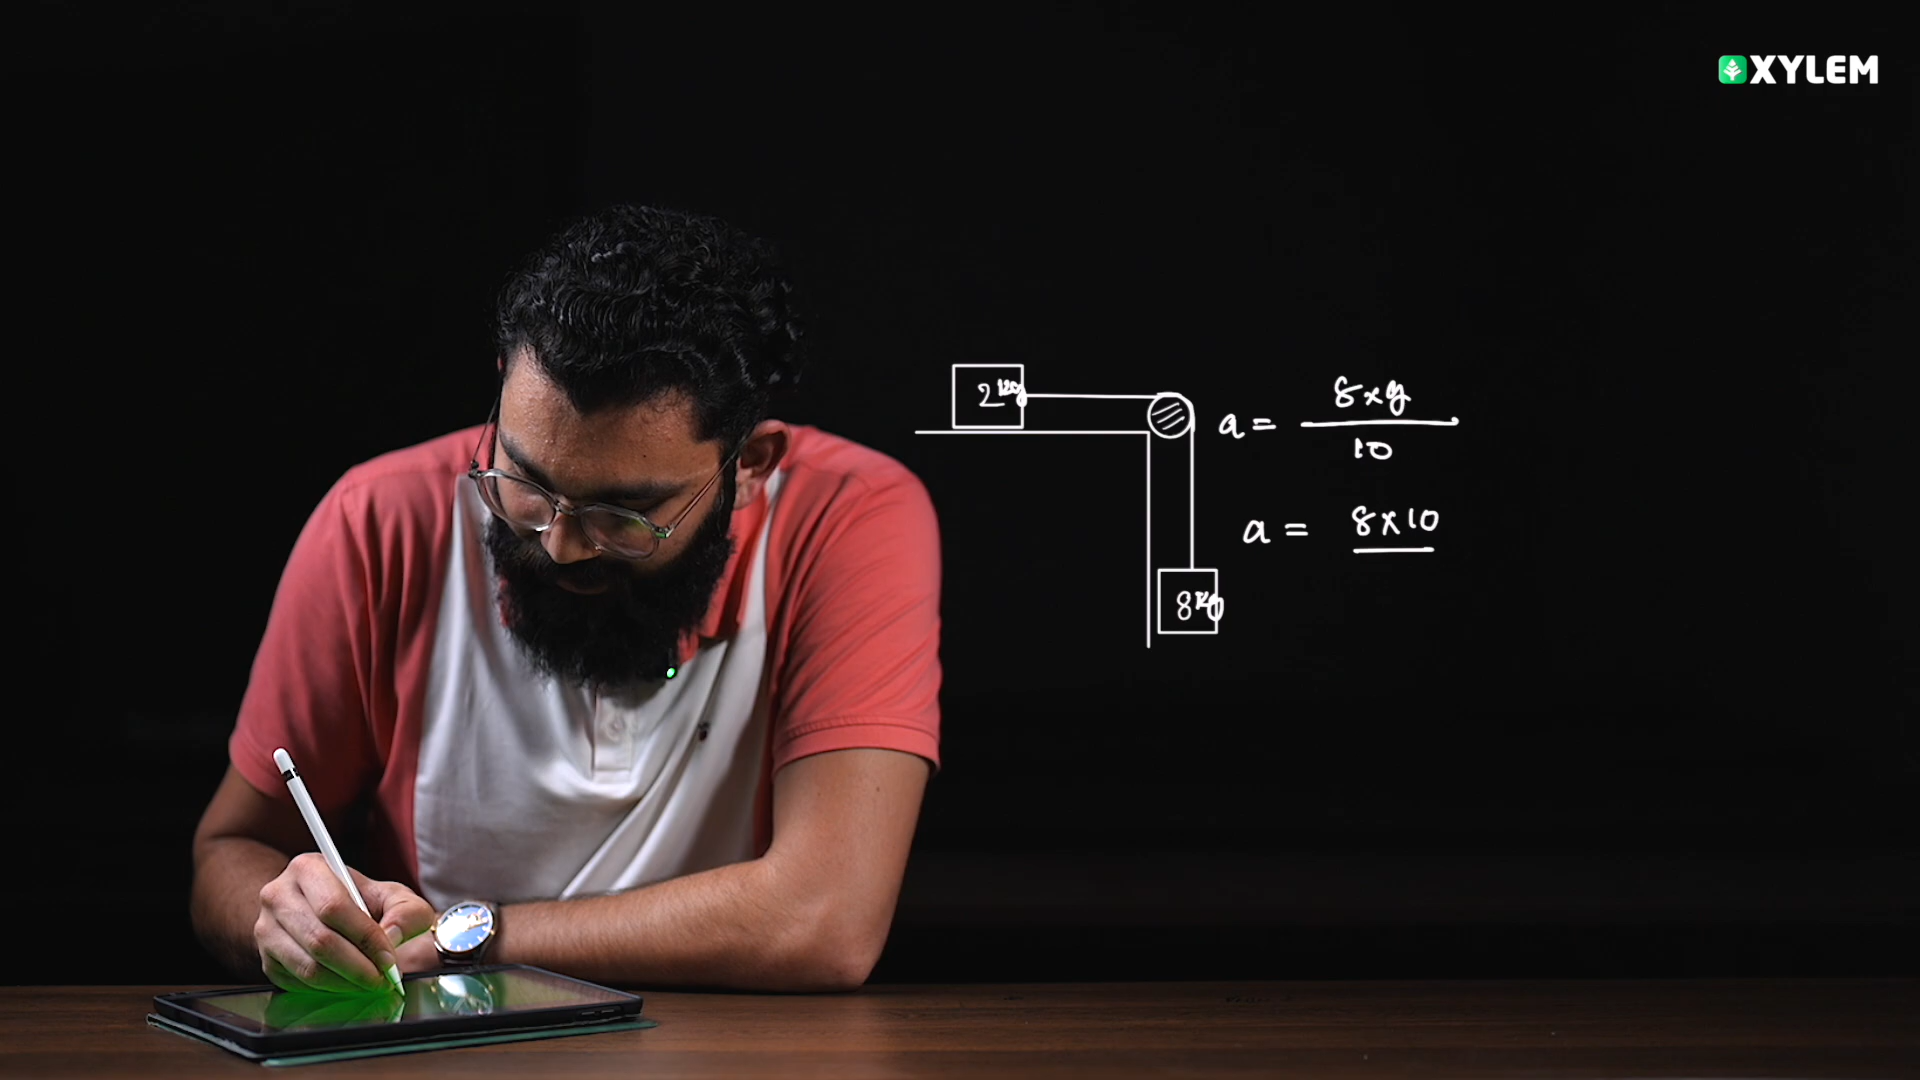 XYLEM
2kg
a = 8×g
10
a = 8×10
8kg